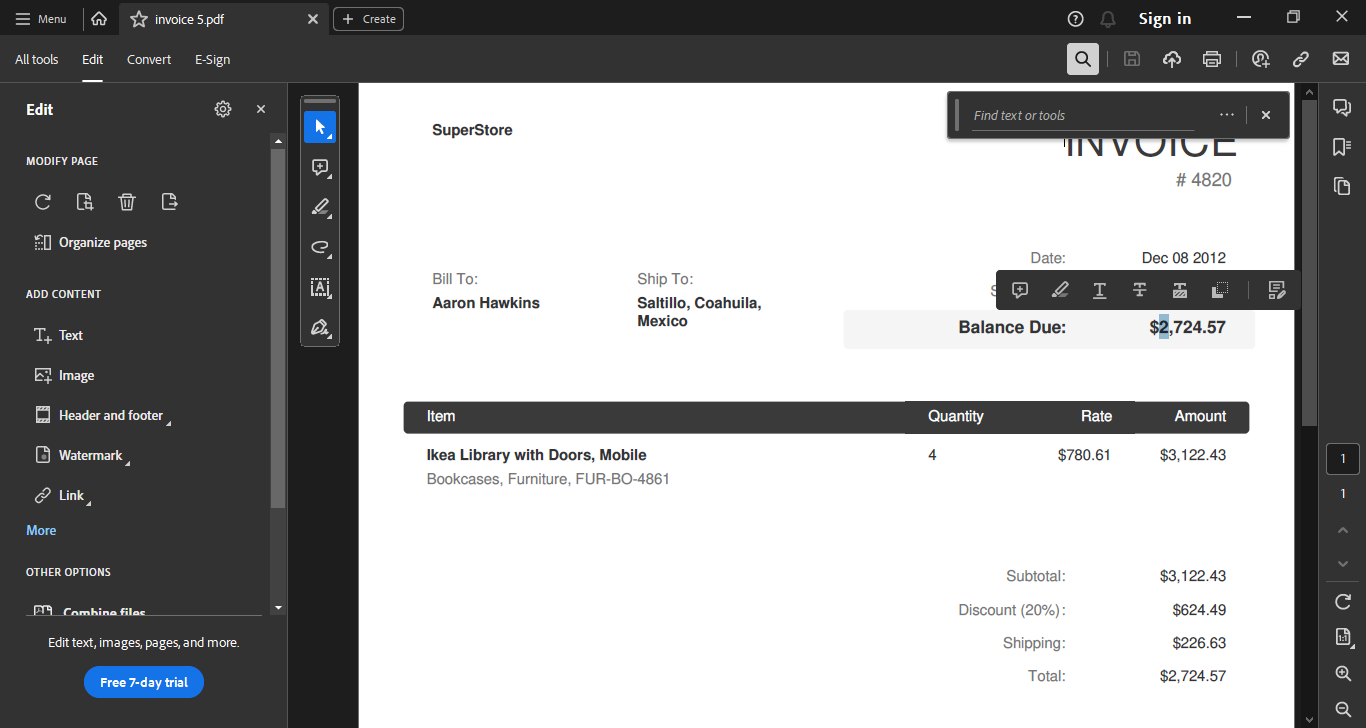 Menu
invoice 5.pdf
Create
Sign in
All tools
Edit
Convert
E-Sign
Edit
MODIFY PAGE
Organize pages
ADD CONTENT
Text
Image
Header and footer
Watermark
Link
More
OTHER OPTIONS
Combine files
Edit text, images, pages, and more.
Free 7-day trial
Find text or tools
SuperStore
INVOICE
# 4820
Date: Dec 08 2012
Bill To:
Aaron Hawkins
Ship To:
Saltillo, Coahuila,
Mexico
Balance Due: $2,724.57
Item Quantity Rate Amount
Ikea Library with Doors, Mobile 4 $780.61 $3,122.43
Bookcases, Furniture, FUR-BO-4861
Subtotal: $3,122.43
Discount (20%): $624.49
Shipping: $226.63
Total: $2,724.57
1
1